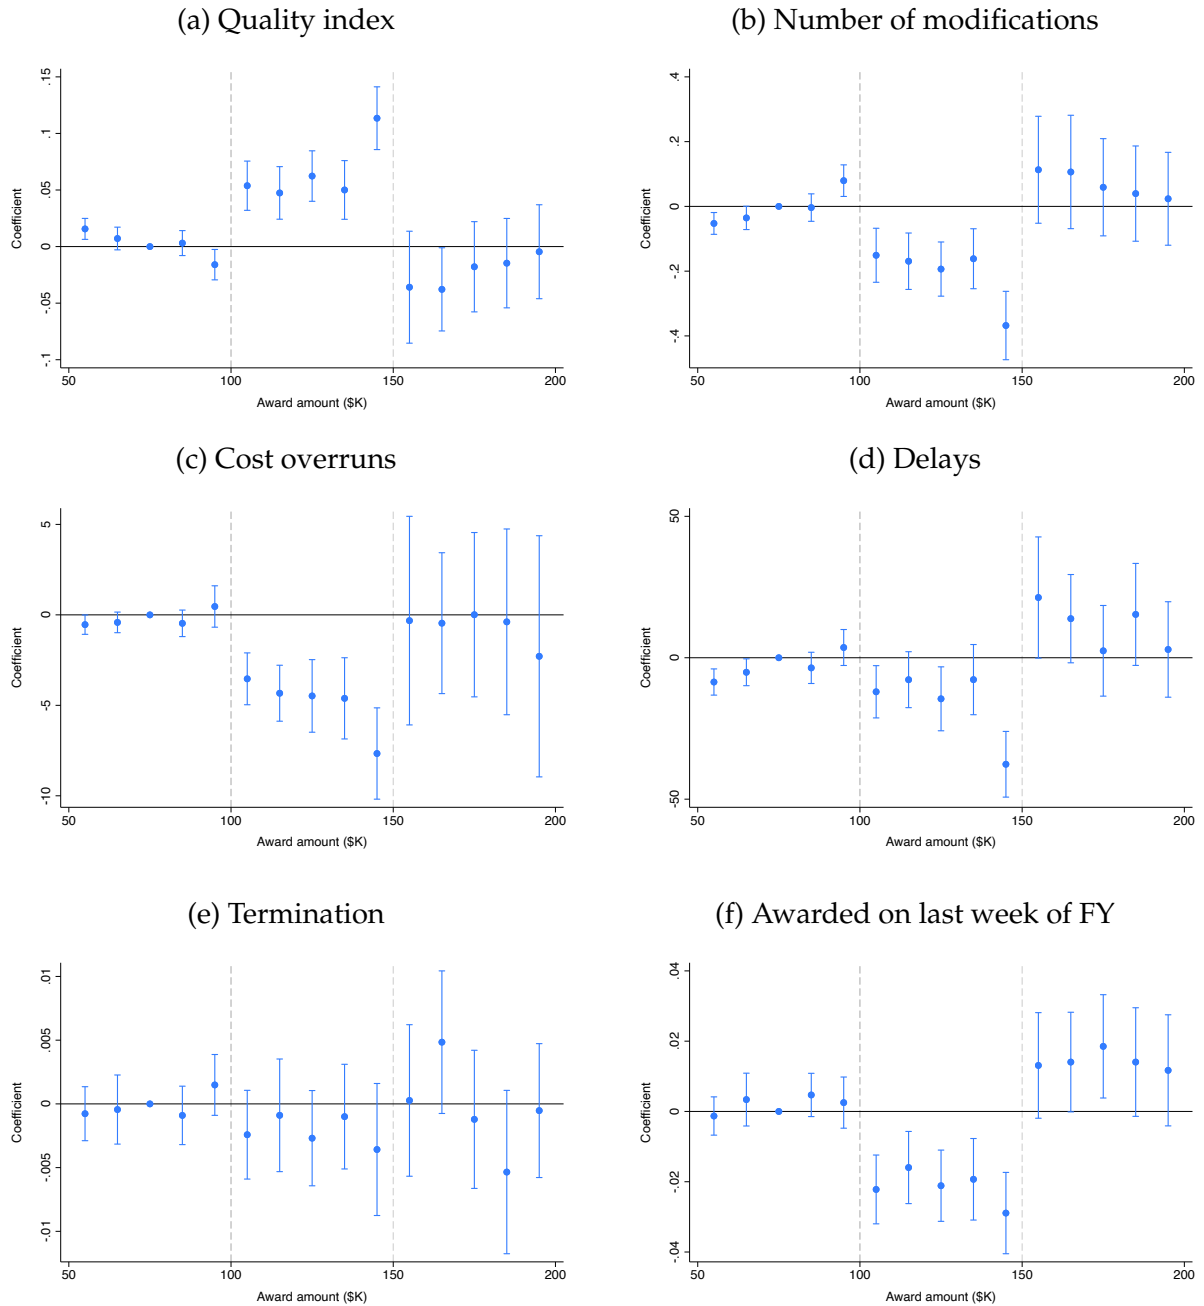 (a) Quality index
(b) Number of modifications
.15
.1
.05
0
-.05
-.1
Coefficient
50 100 150 200
Award amount ($K)
.4
.2
0
-.2
-.4
Coefficient
50 100 150 200
Award amount ($K)
(c) Cost overruns
(d) Delays
5
0
-5
-10
Coefficient
50 100 150 200
Award amount ($K)
50
0
-50
Coefficient
50 100 150 200
Award amount ($K)
(e) Termination
(f) Awarded on last week of FY
.01
.005
0
-.005
-.01
Coefficient
50 100 150 200
Award amount ($K)
.04
.02
0
-.02
-.04
Coefficient
50 100 150 200
Award amount ($K)